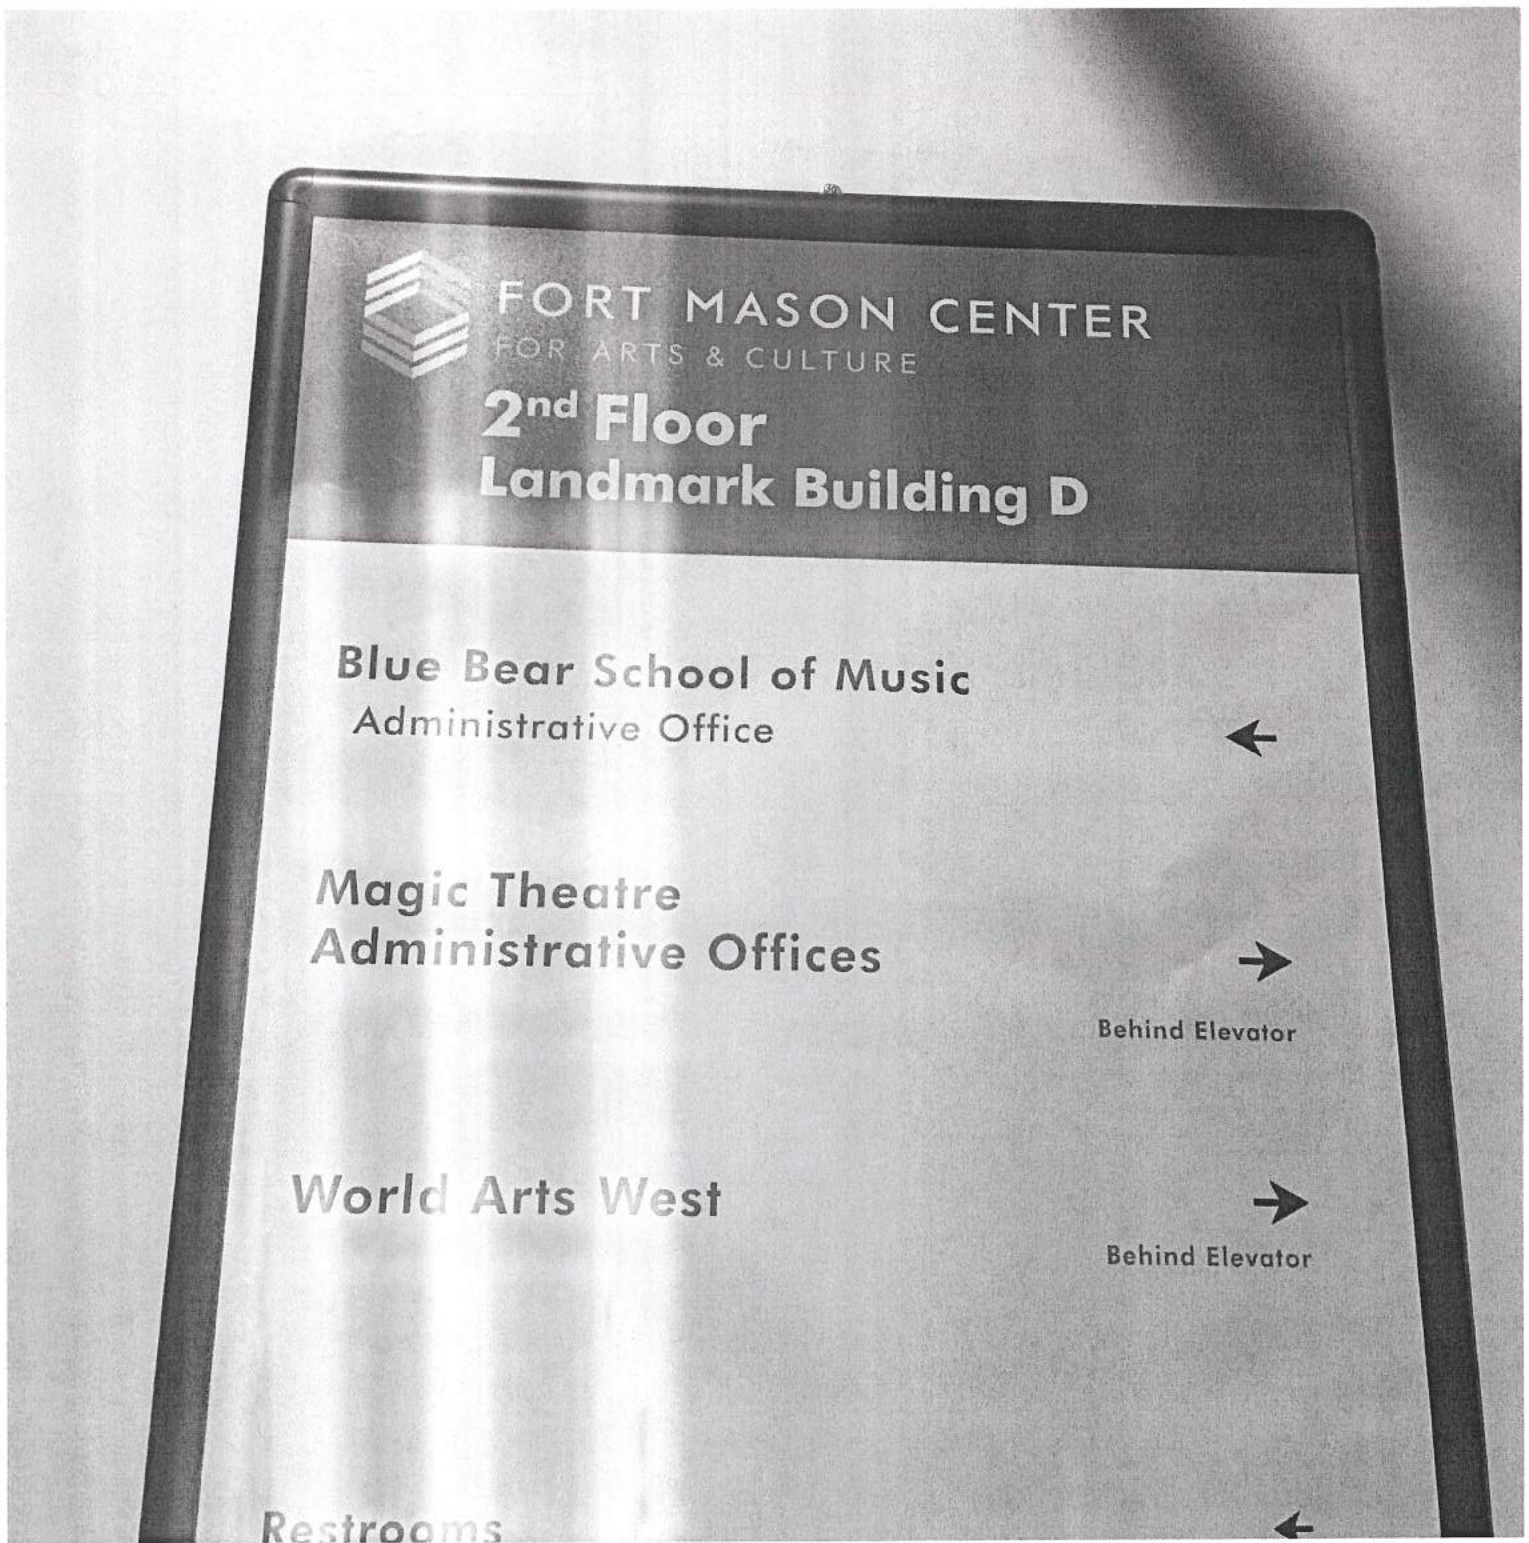 FORT MASON CENTER
FOR ARTS & CULTURE
2nd Floor
Landmark Building D
Blue Bear School of Music
Administrative Office
←
Magic Theatre
Administrative Offices
→
Behind Elevator
World Arts West
→
Behind Elevator
Restrooms
←